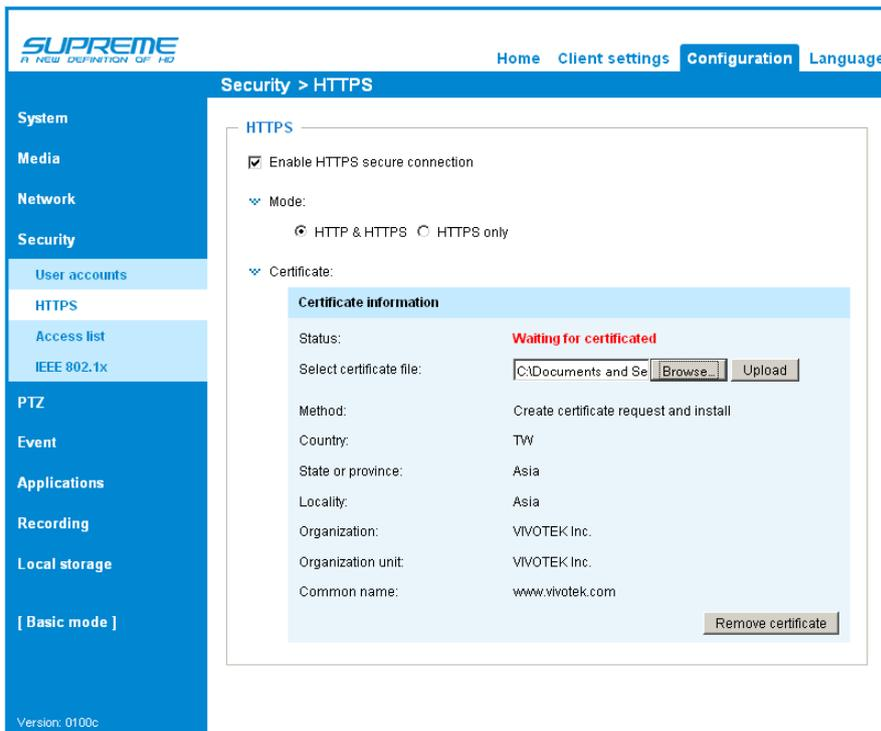 SUPREME
A NEW DEFINITION OF HD
Home Client settings Configuration Language
Security > HTTPS
System
Media
Network
Security
User accounts
HTTPS
Access list
IEEE 802.1x
PTZ
Event
Applications
Recording
Local storage
[ Basic mode ]
Version: 0100c
HTTPS
Enable HTTPS secure connection
Mode:
HTTP & HTTPS HTTPS only
Certificate:
Certificate information
Status: Waiting for certificated
Select certificate file: C:\Documents and Se Browse... Upload
Method: Create certificate request and install
Country: TW
State or province: Asia
Locality: Asia
Organization: VIVOTEK Inc.
Organization unit: VIVOTEK Inc.
Common name: www.vivotek.com
Remove certificate